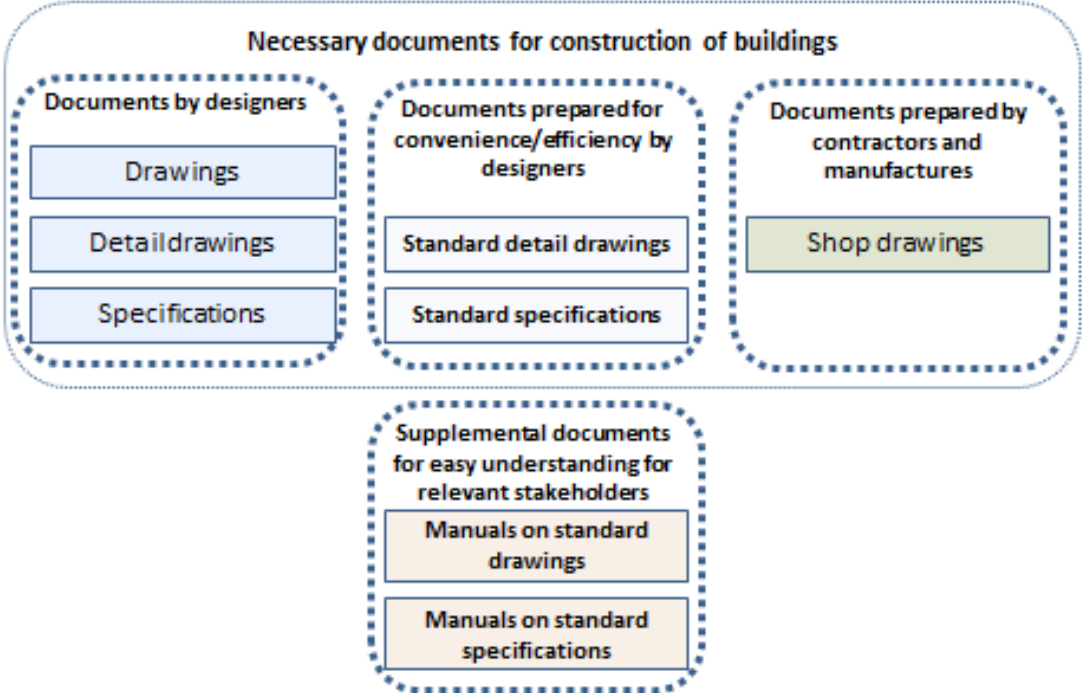 Necessary documents for construction of buildings
Documents by designers
Drawings
Detail drawings
Specifications
Documents prepared for
convenience/efficiency by
designers
Standard detail drawings
Standard specifications
Documents prepared by
contractors and
manufactures
Shop drawings
Supplemental documents
for easy understanding for
relevant stakeholders
Manuals on standard
drawings
Manuals on standard
specifications